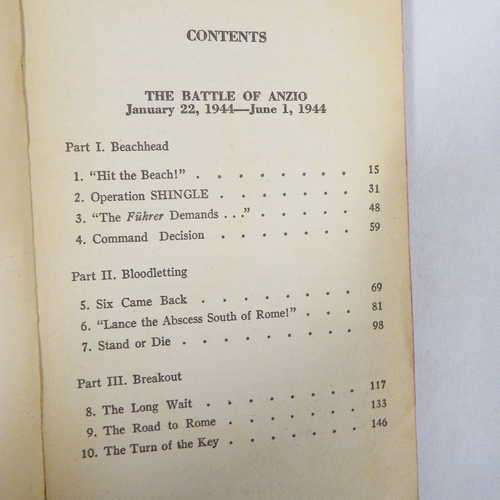 CONTENTS
THE BATTLE OF ANZIO
January 22, 1944—June 1, 1944
Part I. Beachhead
1. "Hit the Beach!" . . . . . . . . 15
2. Operation SHINGLE . . . . . . . 31
3. "The Führer Demands . . ." . . . . . 48
4. Command Decision . . . . . . . 59
Part II. Bloodletting
5. Six Came Back . . . . . . . . 69
6. "Lance the Abscess South of Rome!" . . . . 81
7. Stand or Die . . . . . . . . . 98
Part III. Breakout
8. The Long Wait . . . . . . . . 117
9. The Road to Rome . . . . . . . 133
10. The Turn of the Key . . . . . . . 146